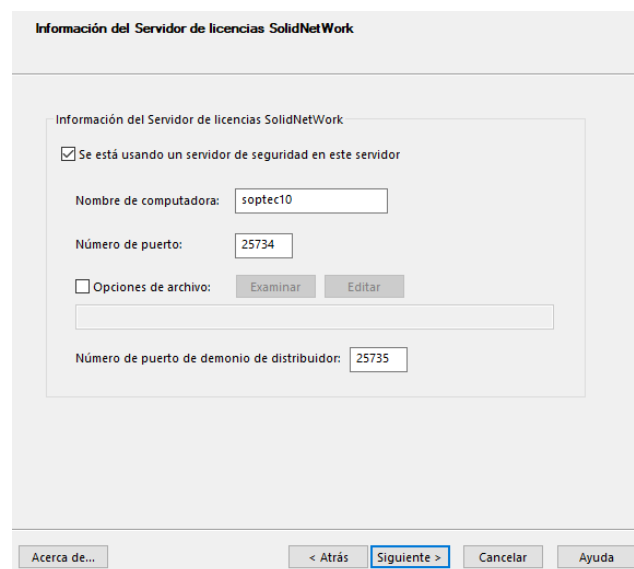 Información del Servidor de licencias SolidNetWork
Información del Servidor de licencias SolidNetWork
Se está usando un servidor de seguridad en este servidor
Nombre de computadora: soptec10
Número de puerto: 25734
Opciones de archivo: Examinar Editar
Número de puerto de demonio de distribuidor: 25735
Acerca de... < Atrás Siguiente > Cancelar Ayuda